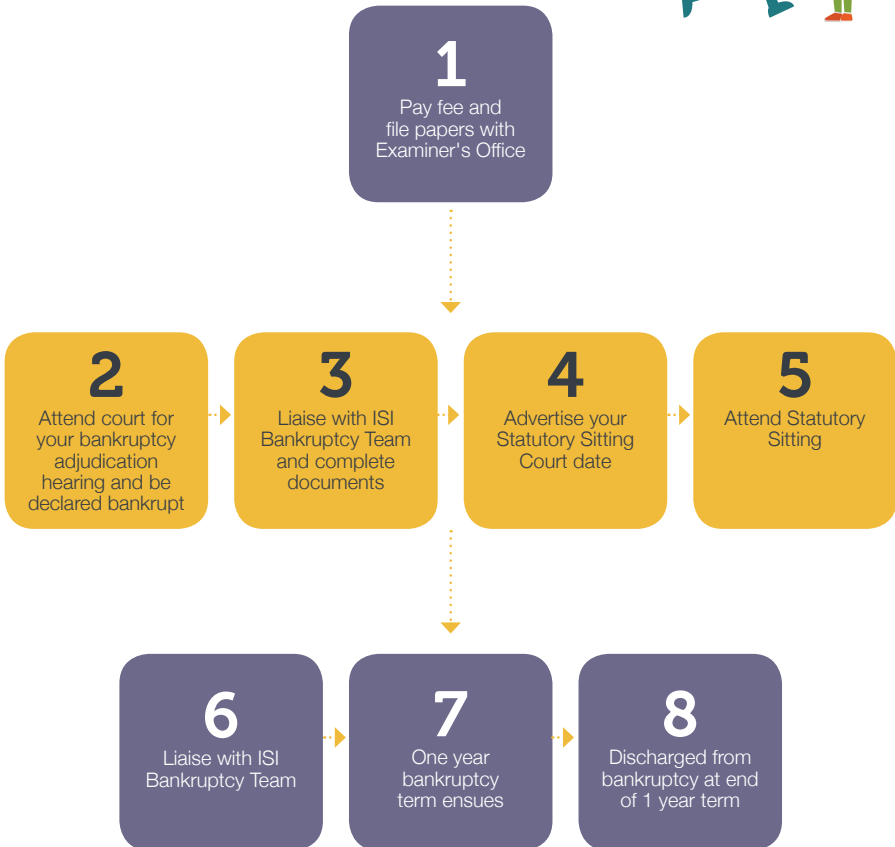 1
Pay fee and
file papers with
Examiner's Office
2
Attend court for
your bankruptcy
adjudication
hearing and be
declared bankrupt
3
Liaise with ISI
Bankruptcy Team
and complete
documents
4
Advertise your
Statutory Sitting
Court date
5
Attend Statutory
Sitting
6
Liaise with ISI
Bankruptcy Team
7
One year
bankruptcy
term ensues
8
Discharged from
bankruptcy at end
of 1 year term